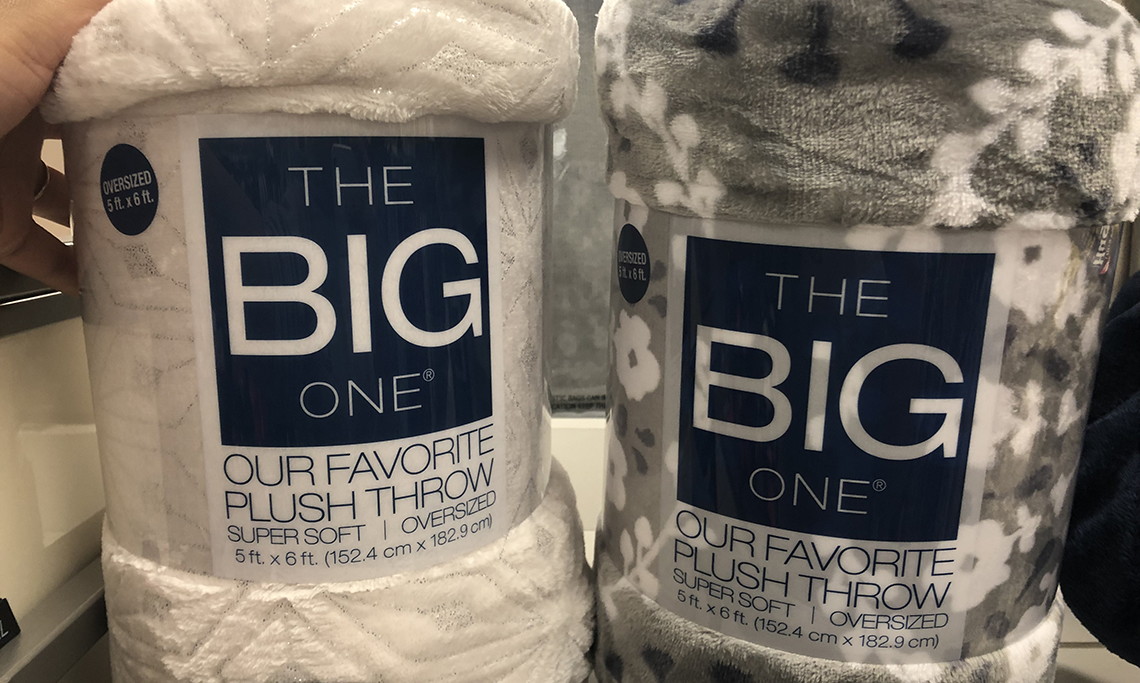 OVERSIZED
5 ft. x 6 ft.
THE
BIG
ONE®
OUR FAVORITE
PLUSH THROW
SUPER SOFT | OVERSIZED
5 ft. x 6 ft. (152.4 cm x 182.9 cm)
OVERSIZED
5 ft. x 6 ft.
THE
BIG
ONE®
OUR FAVORITE
PLUSH THROW
SUPER SOFT | OVERSIZED
5 ft. x 6 ft. (152.4 cm x 182.9 cm)